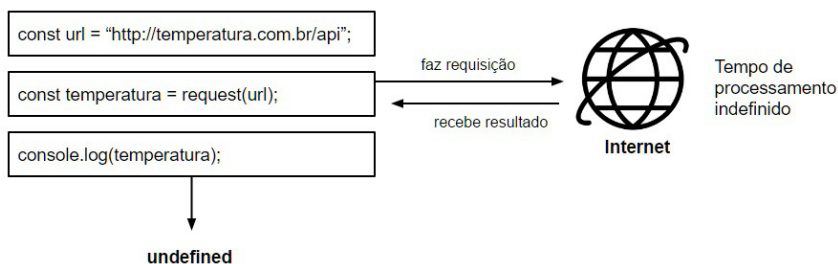 const url = “http://temperatura.com.br/api”;
const temperatura = request(url);
console.log(temperatura);
undefined
faz requisição
recebe resultado
Internet
Tempo de
processamento
indefinido